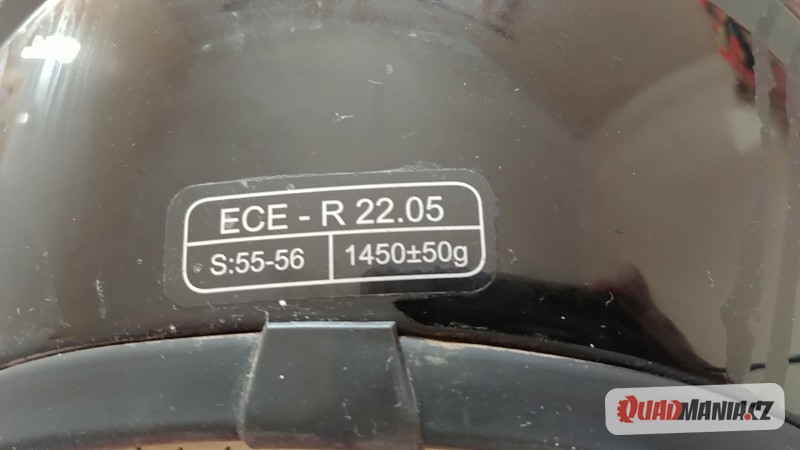 ECE - R 22.05
S:55-56 1450±50g
QUADMANIA.CZ